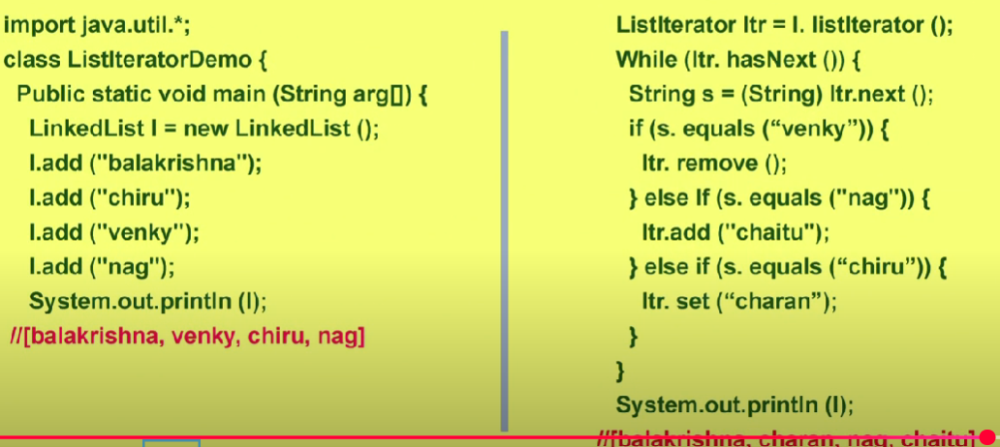 import java.util.*;
class ListIteratorDemo {
Public static void main (String arg[]) {
LinkedList l = new LinkedList ();
l.add ("balakrishna");
l.add ("chiru");
l.add ("venky");
l.add ("nag");
System.out.println (l);
//[balakrishna, venky, chiru, nag]
ListIterator ltr = l. listIterator ();
While (ltr. hasNext ()) {
String s = (String) ltr.next ();
if (s. equals (“venky”)) {
ltr. remove ();
} else If (s. equals ("nag")) {
ltr.add ("chaitu");
} else if (s. equals (“chiru”)) {
ltr. set (“charan”);
}
}
System.out.println (l);
//[balakrishna, charan, nag, chaitu]